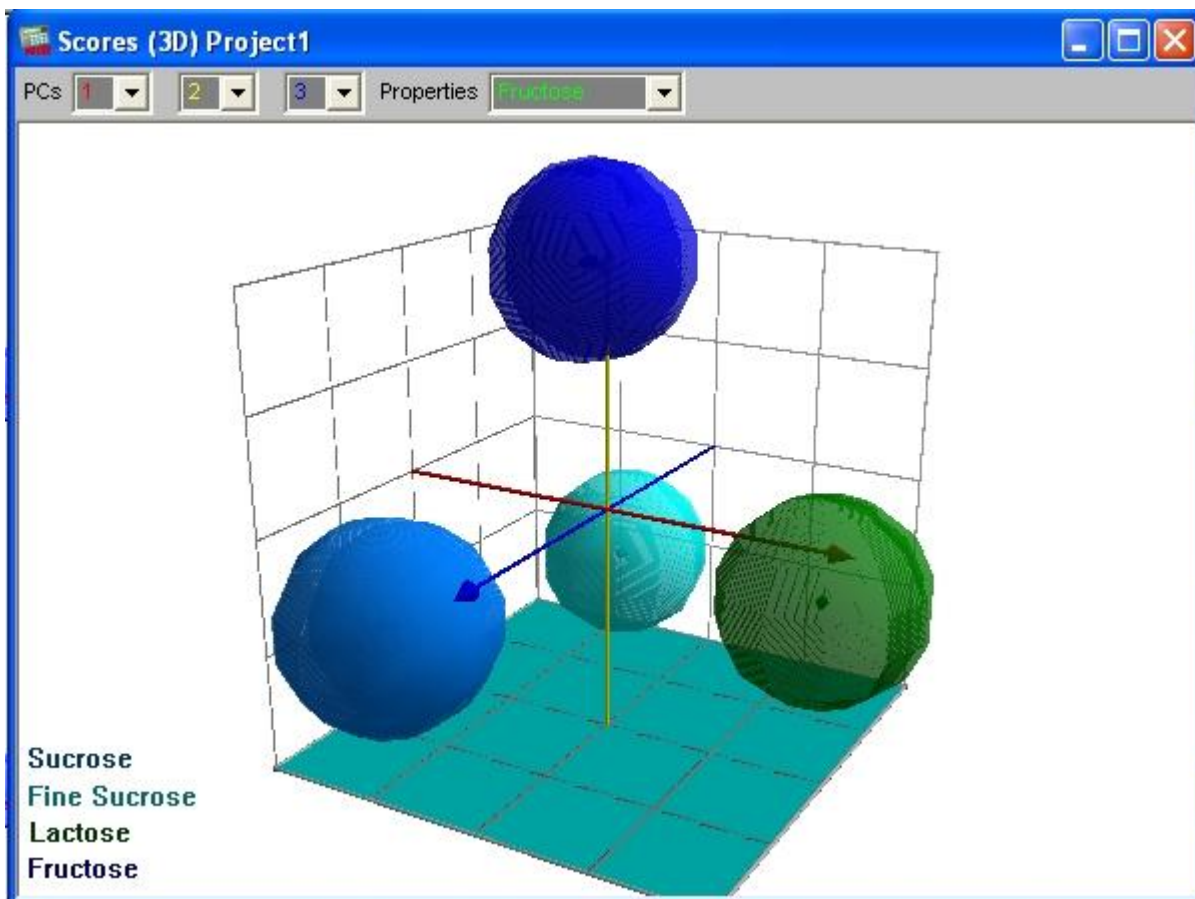 Scores (3D) Project1
PCs 1 2 3 Properties Fructose
Sucrose
Fine Sucrose
Lactose
Fructose